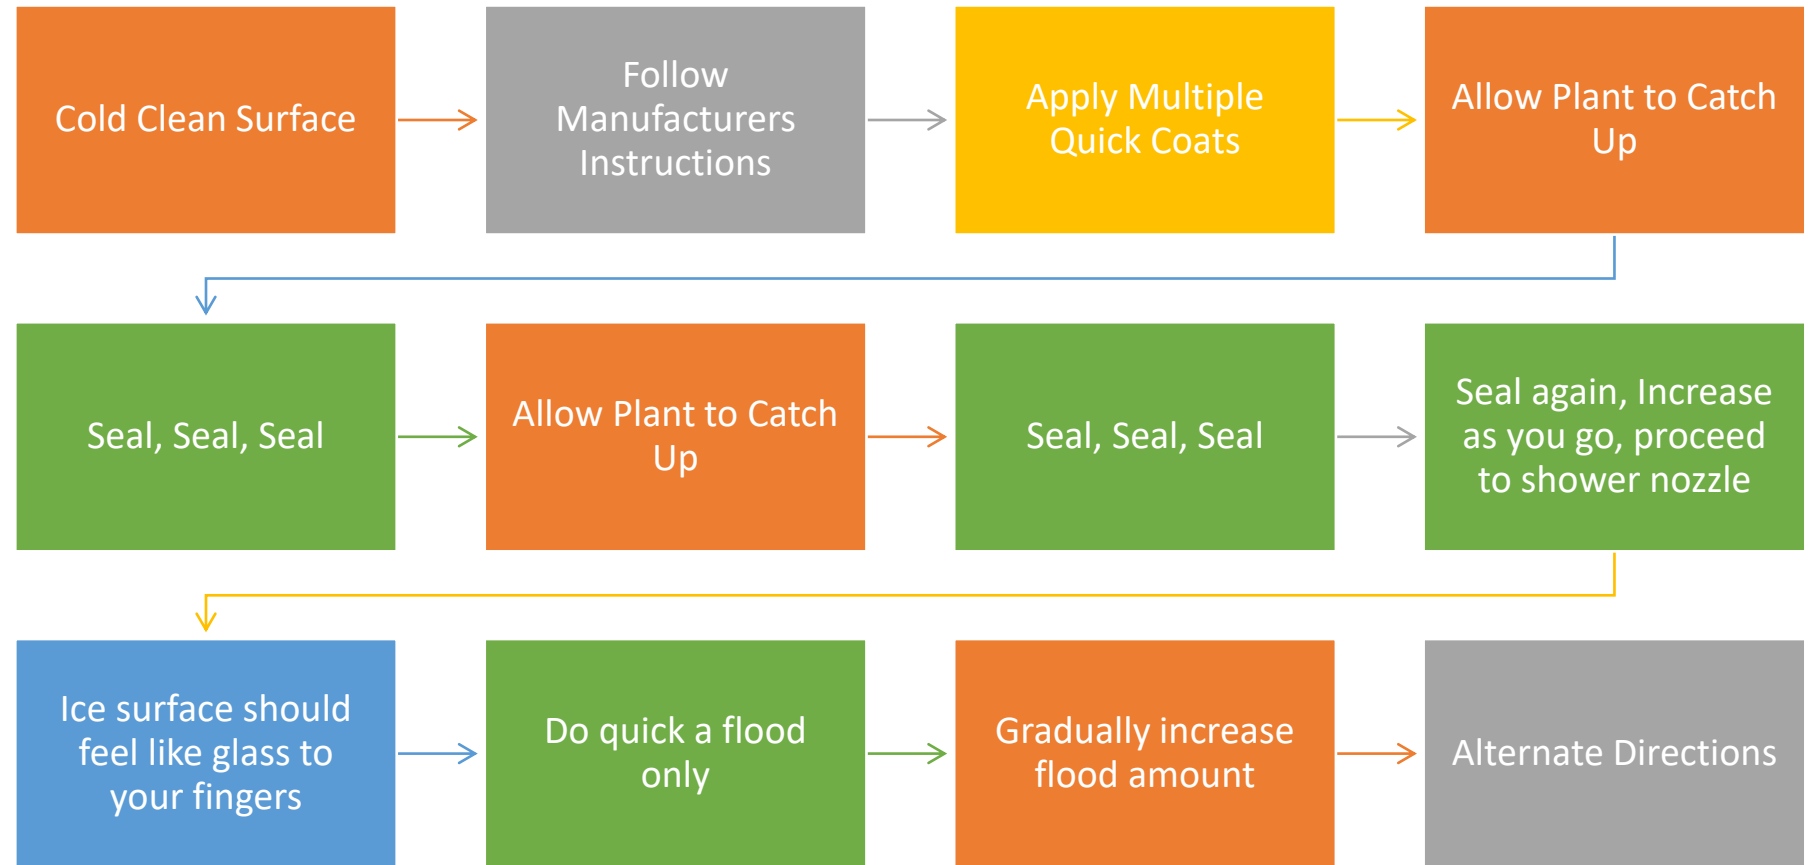 Cold Clean Surface
Follow
Manufacturers
Instructions
Apply Multiple
Quick Coats
Allow Plant to Catch
Up
Seal, Seal, Seal
Allow Plant to Catch
Up
Seal, Seal, Seal
Seal again, Increase
as you go, proceed
to shower nozzle
Ice surface should
feel like glass to
your fingers
Do quick a flood
only
Gradually increase
flood amount
Alternate Directions